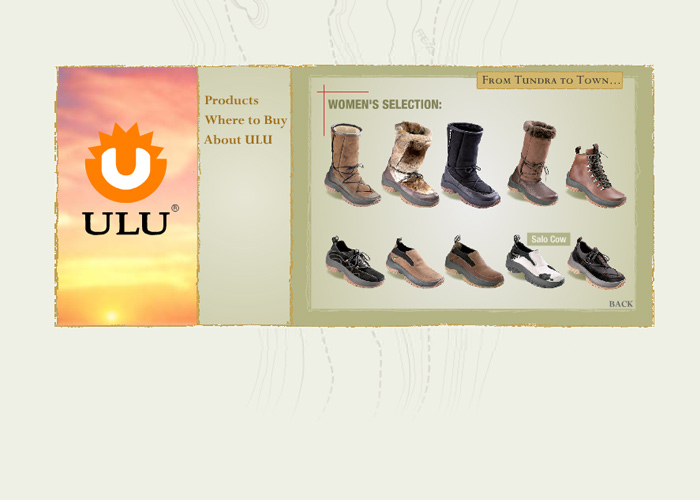 FROM TUNDRA TO TOWN...
Products
Where to Buy
About ULU
WOMEN'S SELECTION:
U
ULU®
Salo Cow
BACK